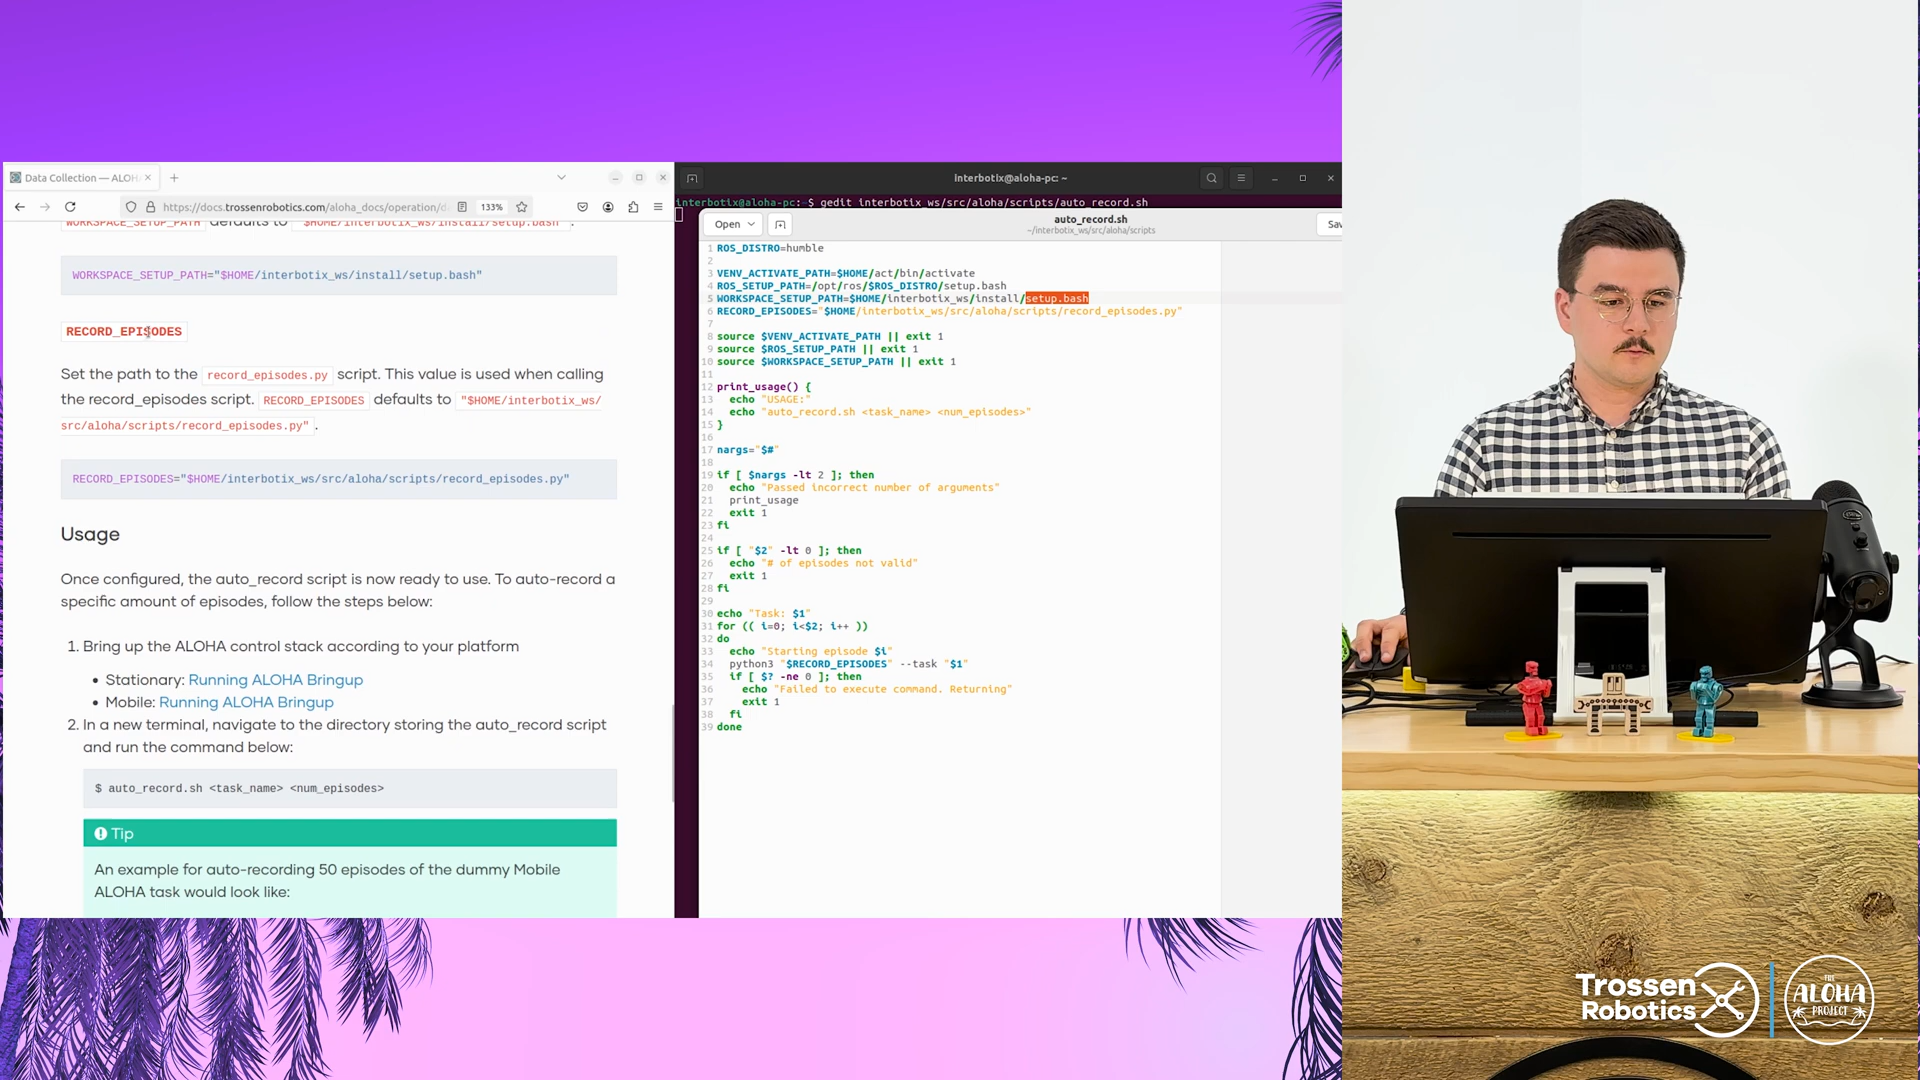 Data Collection — ALOH
https://docs.trossenrobotics.com/aloha_docs/operation/d
133%
WORKSPACE_SETUP_PATH defaults to "$HOME/interbotix_ws/install/setup.bash" .
WORKSPACE_SETUP_PATH="$HOME/interbotix_ws/install/setup.bash"
RECORD_EPISODES
Set the path to the record_episodes.py script. This value is used when calling
the record_episodes script. RECORD_EPISODES defaults to "$HOME/interbotix_ws/
src/aloha/scripts/record_episodes.py" .
RECORD_EPISODES="$HOME/interbotix_ws/src/aloha/scripts/record_episodes.py"
Usage
Once configured, the auto_record script is now ready to use. To auto-record a
specific amount of episodes, follow the steps below:
1. Bring up the ALOHA control stack according to your platform
• Stationary: Running ALOHA Bringup
• Mobile: Running ALOHA Bringup
2. In a new terminal, navigate to the directory storing the auto_record script
and run the command below:
$ auto_record.sh <task_name> <num_episodes>
Tip
An example for auto-recording 50 episodes of the dummy Mobile
ALOHA task would look like:
interbotix@aloha-pc: ~
interbotix@aloha-pc:~$ gedit interbotix_ws/src/aloha/scripts/auto_record.sh
Open
auto_record.sh
~/interbotix_ws/src/aloha/scripts
Sav
1 ROS_DISTRO=humble
2
3 VENV_ACTIVATE_PATH=$HOME/act/bin/activate
4 ROS_SETUP_PATH=/opt/ros/$ROS_DISTRO/setup.bash
5 WORKSPACE_SETUP_PATH=$HOME/interbotix_ws/install/setup.bash
6 RECORD_EPISODES="$HOME/interbotix_ws/src/aloha/scripts/record_episodes.py"
7
8 source $VENV_ACTIVATE_PATH || exit 1
9 source $ROS_SETUP_PATH || exit 1
10 source $WORKSPACE_SETUP_PATH || exit 1
11
12 print_usage() {
13 echo "USAGE:"
14 echo "auto_record.sh <task_name> <num_episodes>"
15 }
16
17 nargs="$#"
18
19 if [ $nargs -lt 2 ]; then
20 echo "Passed incorrect number of arguments"
21 print_usage
22 exit 1
23 fi
24
25 if [ "$2" -lt 0 ]; then
26 echo "# of episodes not valid"
27 exit 1
28 fi
29
30 echo "Task: $1"
31 for (( i=0; i<$2; i++ ))
32 do
33 echo "Starting episode $i"
34 python3 "$RECORD_EPISODES" --task "$1"
35 if [ $? -ne 0 ]; then
36 echo "Failed to execute command. Returning"
37 exit 1
38 fi
39 done
Trossen
Robotics
THE
ALOHA
PROJECT